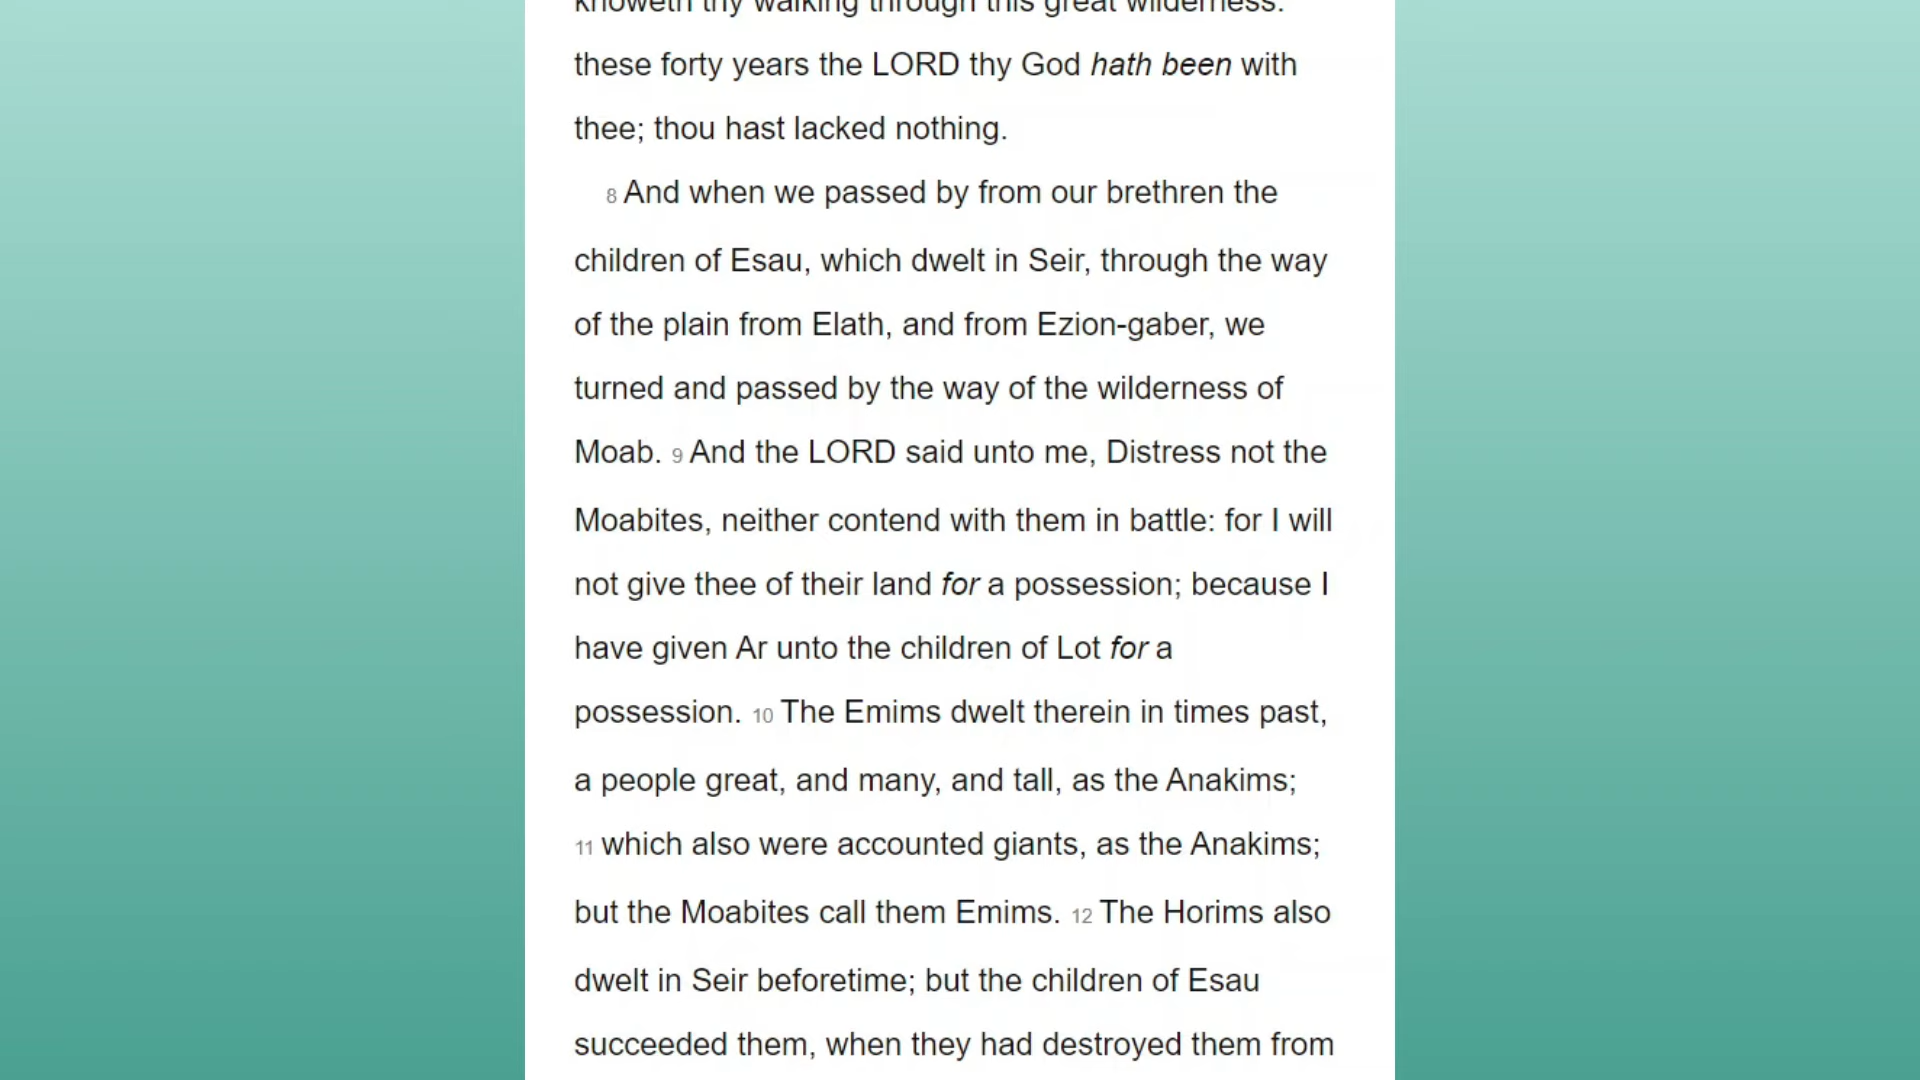 knoweth thy walking through this great wilderness:
these forty years the LORD thy God hath been with
thee; thou hast lacked nothing.
8 And when we passed by from our brethren the
children of Esau, which dwelt in Seir, through the way
of the plain from Elath, and from Ezion-gaber, we
turned and passed by the way of the wilderness of
Moab. 9 And the LORD said unto me, Distress not the
Moabites, neither contend with them in battle: for I will
not give thee of their land for a possession; because I
have given Ar unto the children of Lot for a
possession. 10 The Emims dwelt therein in times past,
a people great, and many, and tall, as the Anakims;
11 which also were accounted giants, as the Anakims;
but the Moabites call them Emims. 12 The Horims also
dwelt in Seir beforetime; but the children of Esau
succeeded them, when they had destroyed them from